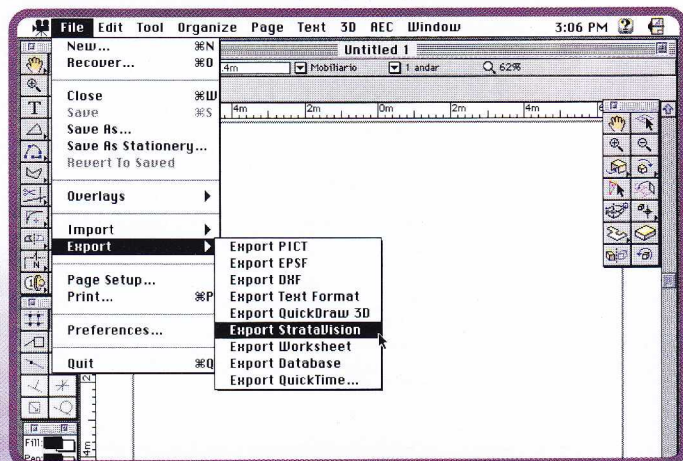 File Edit Tool Organize Page Text 3D AEC Window 3:06 PM
New... ⌘N
Recover... ⌘O
Close ⌘W
Save ⌘S
Save As...
Save As Stationery...
Revert To Saved
Overlays
Import
Export
Page Setup...
Print... ⌘P
Preferences...
Quit ⌘Q
Export PICT
Export EPSF
Export DXF
Export Text Format
Export QuickDraw 3D
Export StrataVision
Export Worksheet
Export Database
Export QuickTime...
Untitled 1
4m Mobiliario 1 andar 62%
4m 2m 0m 2m 4m 6
T
N
2
4m
Fill:
Pen: